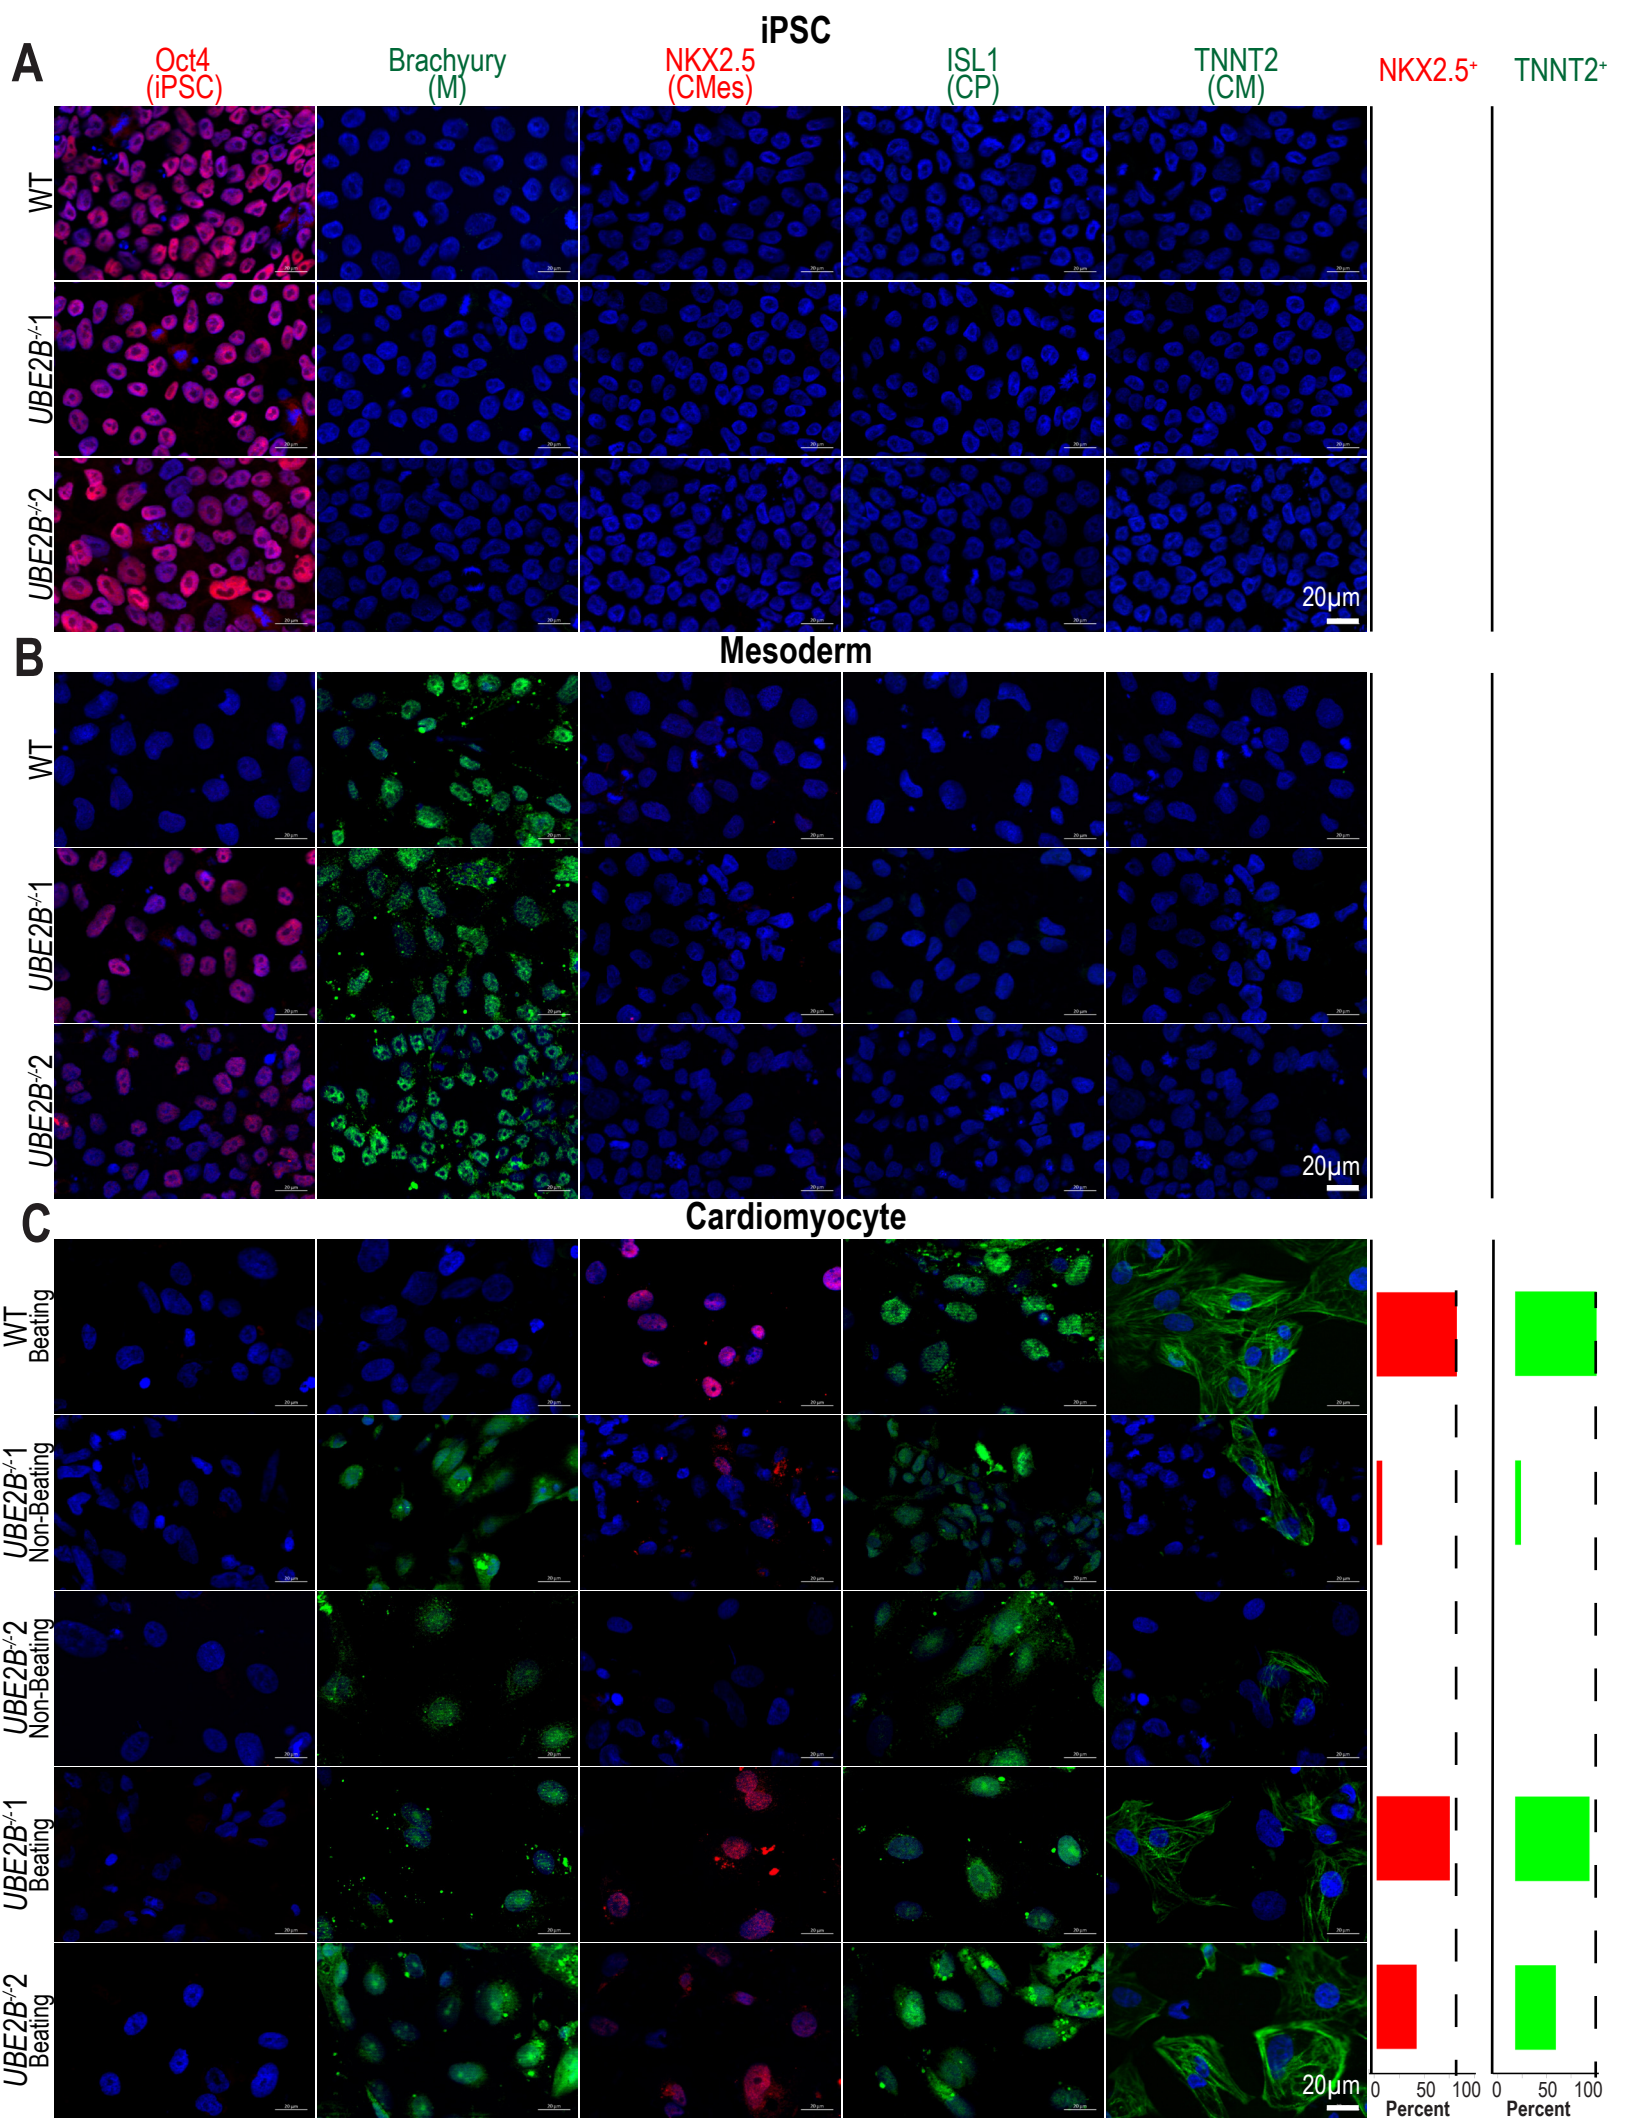 iPSC
A
Oct4
(iPSC)
Brachyury
(M)
NKX2.5
(CMes)
ISL1
(CP)
TNNT2
(CM)
NKX2.5⁺
TNNT2⁺
WT
UBE2B⁻/⁻1
UBE2B⁻/⁻2
20µm
B
Mesoderm
WT
UBE2B⁻/⁻1
UBE2B⁻/⁻2
20µm
C
Cardiomyocyte
WT
Beating
UBE2B⁻/⁻1
Non-Beating
UBE2B⁻/⁻2
Non-Beating
UBE2B⁻/⁻1
Beating
UBE2B⁻/⁻2
Beating
20µm
0 50 100
Percent
0 50 100
Percent